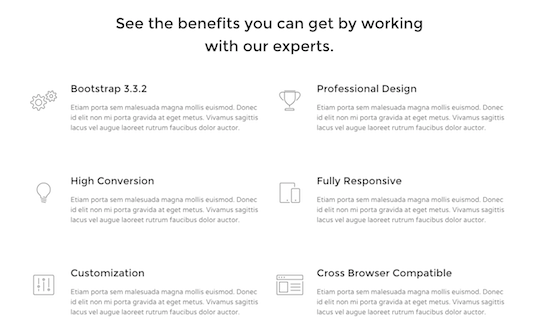 See the benefits you can get by working
with our experts.
Bootstrap 3.3.2
Etiam porta sem malesuada magna mollis euismod. Donec
id elit non mi porta gravida at eget metus. Vivamus sagittis
lacus vel augue laoreet rutrum faucibus dolor auctor.
Professional Design
Etiam porta sem malesuada magna mollis euismod. Donec
id elit non mi porta gravida at eget metus. Vivamus sagittis
lacus vel augue laoreet rutrum faucibus dolor auctor.
High Conversion
Etiam porta sem malesuada magna mollis euismod. Donec
id elit non mi porta gravida at eget metus. Vivamus sagittis
lacus vel augue laoreet rutrum faucibus dolor auctor.
Fully Responsive
Etiam porta sem malesuada magna mollis euismod. Donec
id elit non mi porta gravida at eget metus. Vivamus sagittis
lacus vel augue laoreet rutrum faucibus dolor auctor.
Customization
Etiam porta sem malesuada magna mollis euismod. Donec
id elit non mi porta gravida at eget metus. Vivamus sagittis
lacus vel augue laoreet rutrum faucibus dolor auctor.
Cross Browser Compatible
Etiam porta sem malesuada magna mollis euismod. Donec
id elit non mi porta gravida at eget metus. Vivamus sagittis
lacus vel augue laoreet rutrum faucibus dolor auctor.